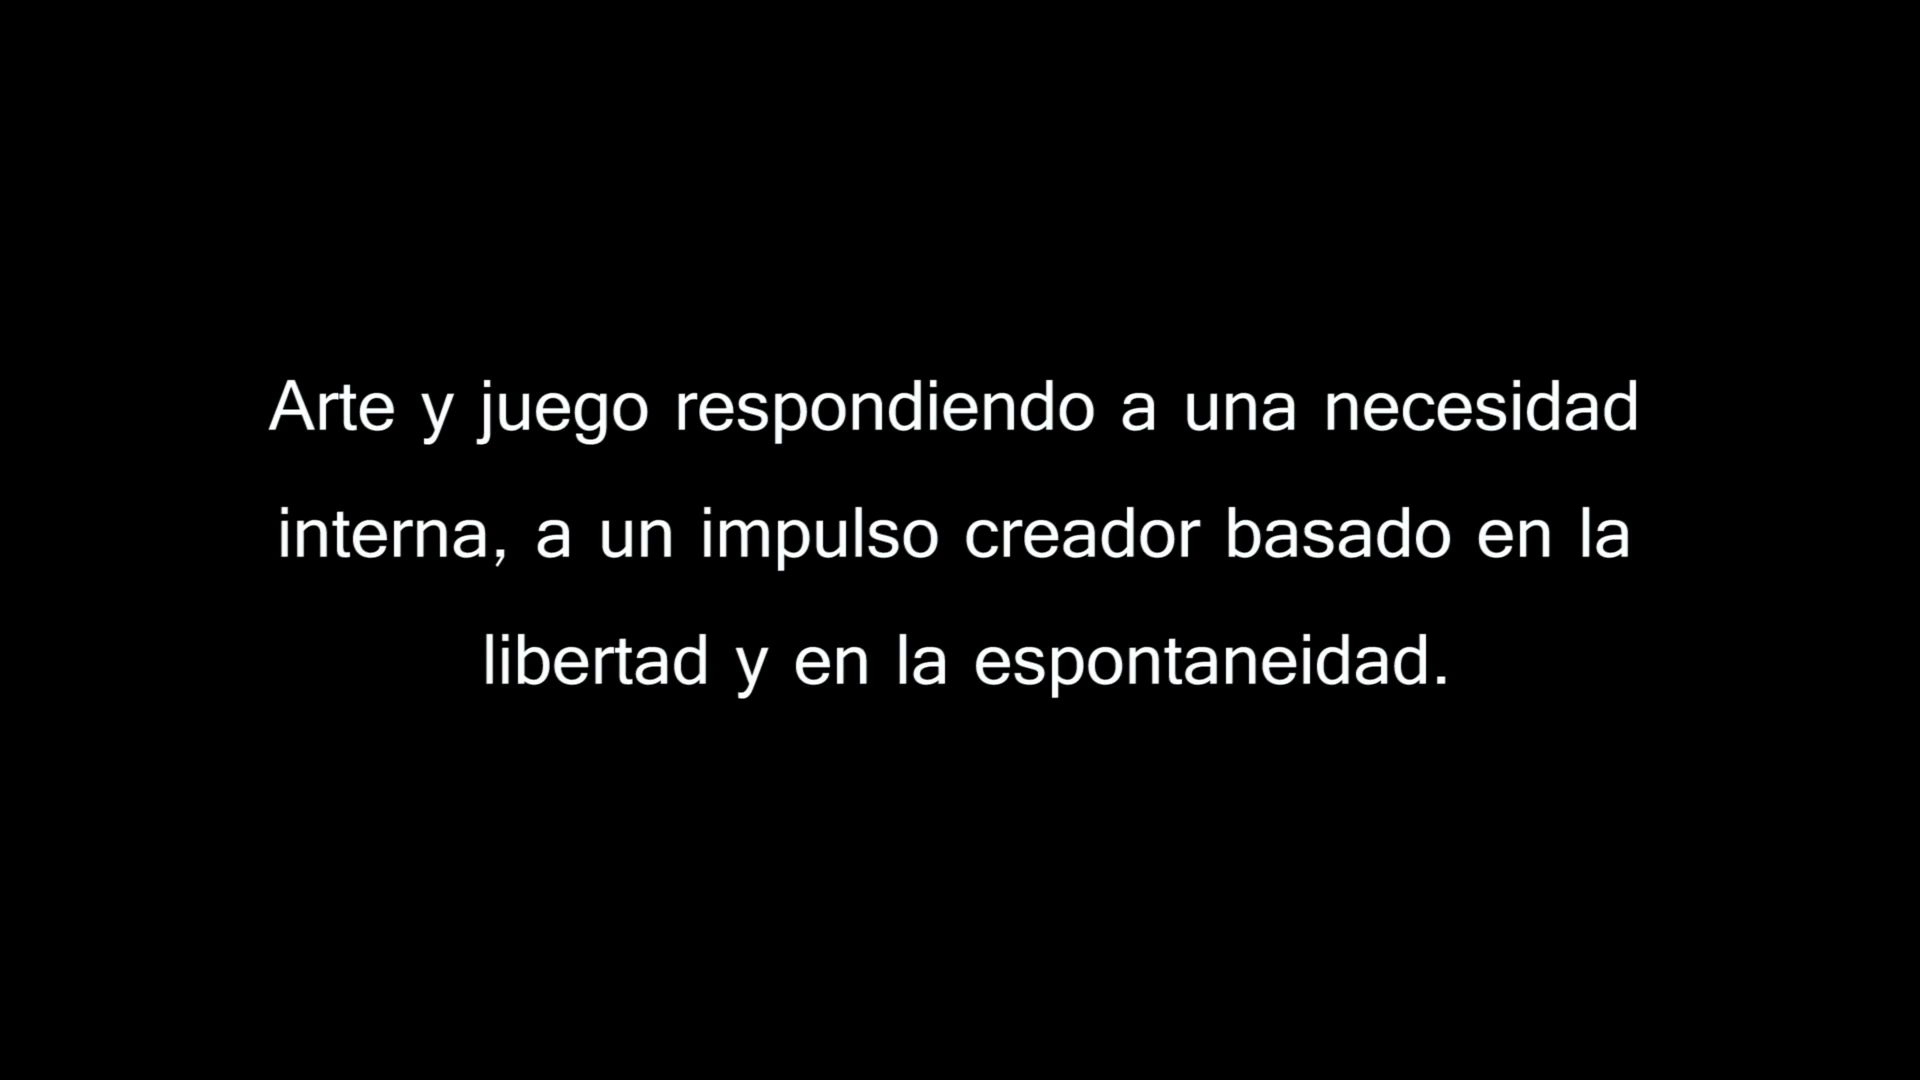 Arte y juego respondiendo a una necesidad
interna, a un impulso creador basado en la
libertad y en la espontaneidad.